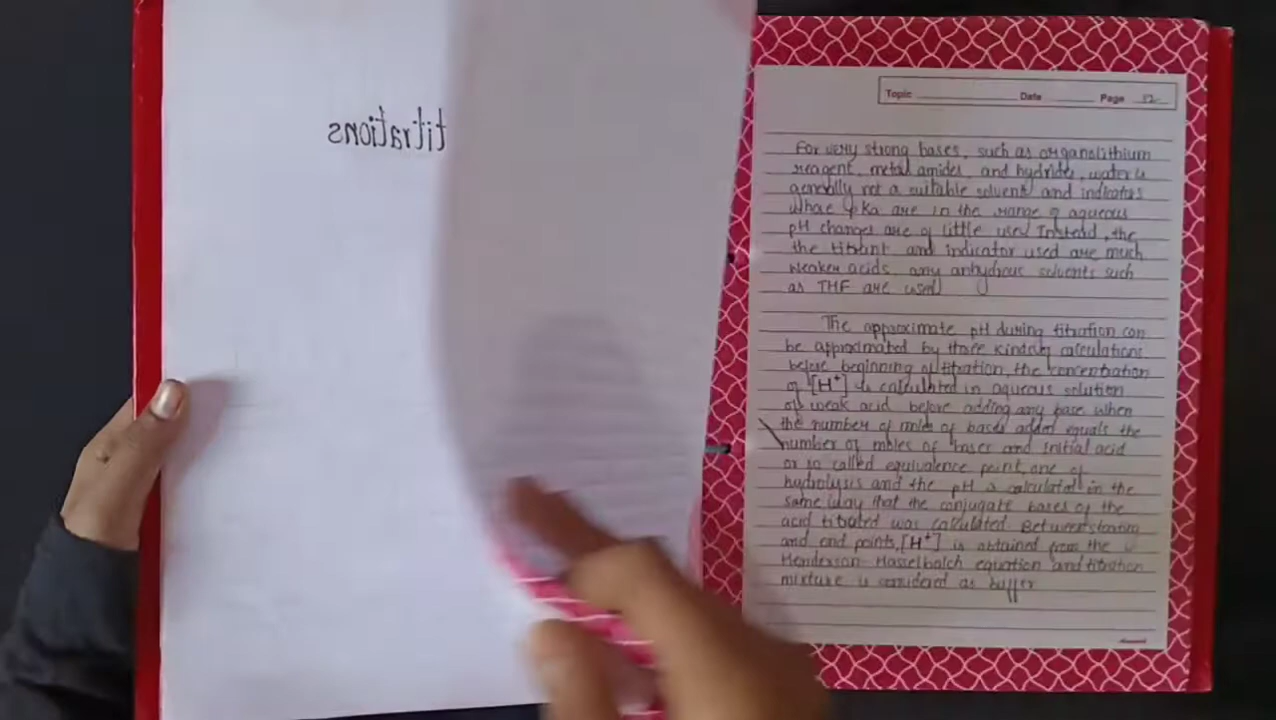 titrations
Topic Date Page 12
For very strong bases, such as organolithium
reagent, metal amides, and hydrides, water is
generally not a suitable solvent and indicators
whose pka are in the range of aqueous
pH changes are of little use. Instead, the
the titrant and indicator used are much
weaker acids, any anhydrous solvents such
as THF are used
The approximate pH during titration can
be approximated by three kinds of calculations
before beginning of titration, the concentration
of [H+] is calculated in aqueous solution
of weak acid before adding any base. When
the number of moles of bases added equals the
number of moles of bases and initial acid
or so called equivalence point, one of
hydrolysis and the pH is calculated in the
same way that the conjugate bases of the
acid titrated was calculated. Between starting
and end points, [H+] is obtained from the
Henderson-Hasselbalch equation and titration
mixture is considered as buffer